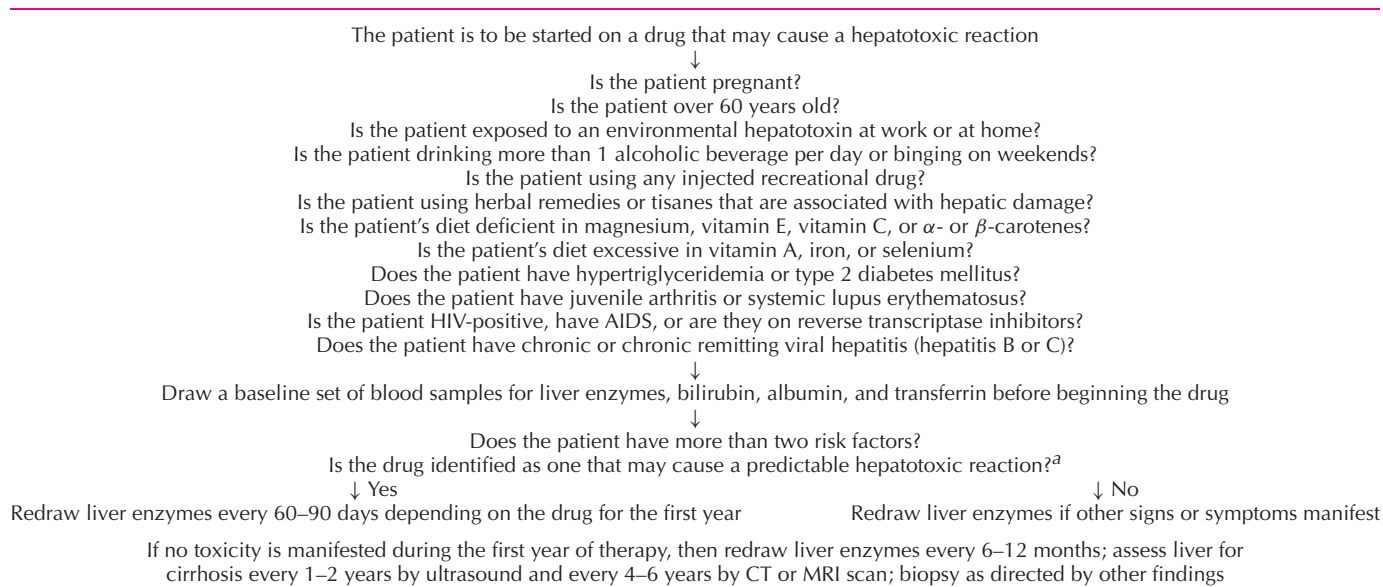 The patient is to be started on a drug that may cause a hepatotoxic reaction
↓
Is the patient pregnant?
Is the patient over 60 years old?
Is the patient exposed to an environmental hepatotoxin at work or at home?
Is the patient drinking more than 1 alcoholic beverage per day or binging on weekends?
Is the patient using any injected recreational drug?
Is the patient using herbal remedies or tisanes that are associated with hepatic damage?
Is the patient's diet deficient in magnesium, vitamin E, vitamin C, or α- or β-carotenes?
Is the patient's diet excessive in vitamin A, iron, or selenium?
Does the patient have hypertriglyceridemia or type 2 diabetes mellitus?
Does the patient have juvenile arthritis or systemic lupus erythematosus?
Is the patient HIV-positive, have AIDS, or are they on reverse transcriptase inhibitors?
Does the patient have chronic or chronic remitting viral hepatitis (hepatitis B or C)?
↓
Draw a baseline set of blood samples for liver enzymes, bilirubin, albumin, and transferrin before beginning the drug
↓
Does the patient have more than two risk factors?
Is the drug identified as one that may cause a predictable hepatotoxic reaction?a
↓ Yes ↓ No
Redraw liver enzymes every 60–90 days depending on the drug for the first year Redraw liver enzymes if other signs or symptoms manifest
If no toxicity is manifested during the first year of therapy, then redraw liver enzymes every 6–12 months; assess liver for
cirrhosis every 1–2 years by ultrasound and every 4–6 years by CT or MRI scan; biopsy as directed by other findings